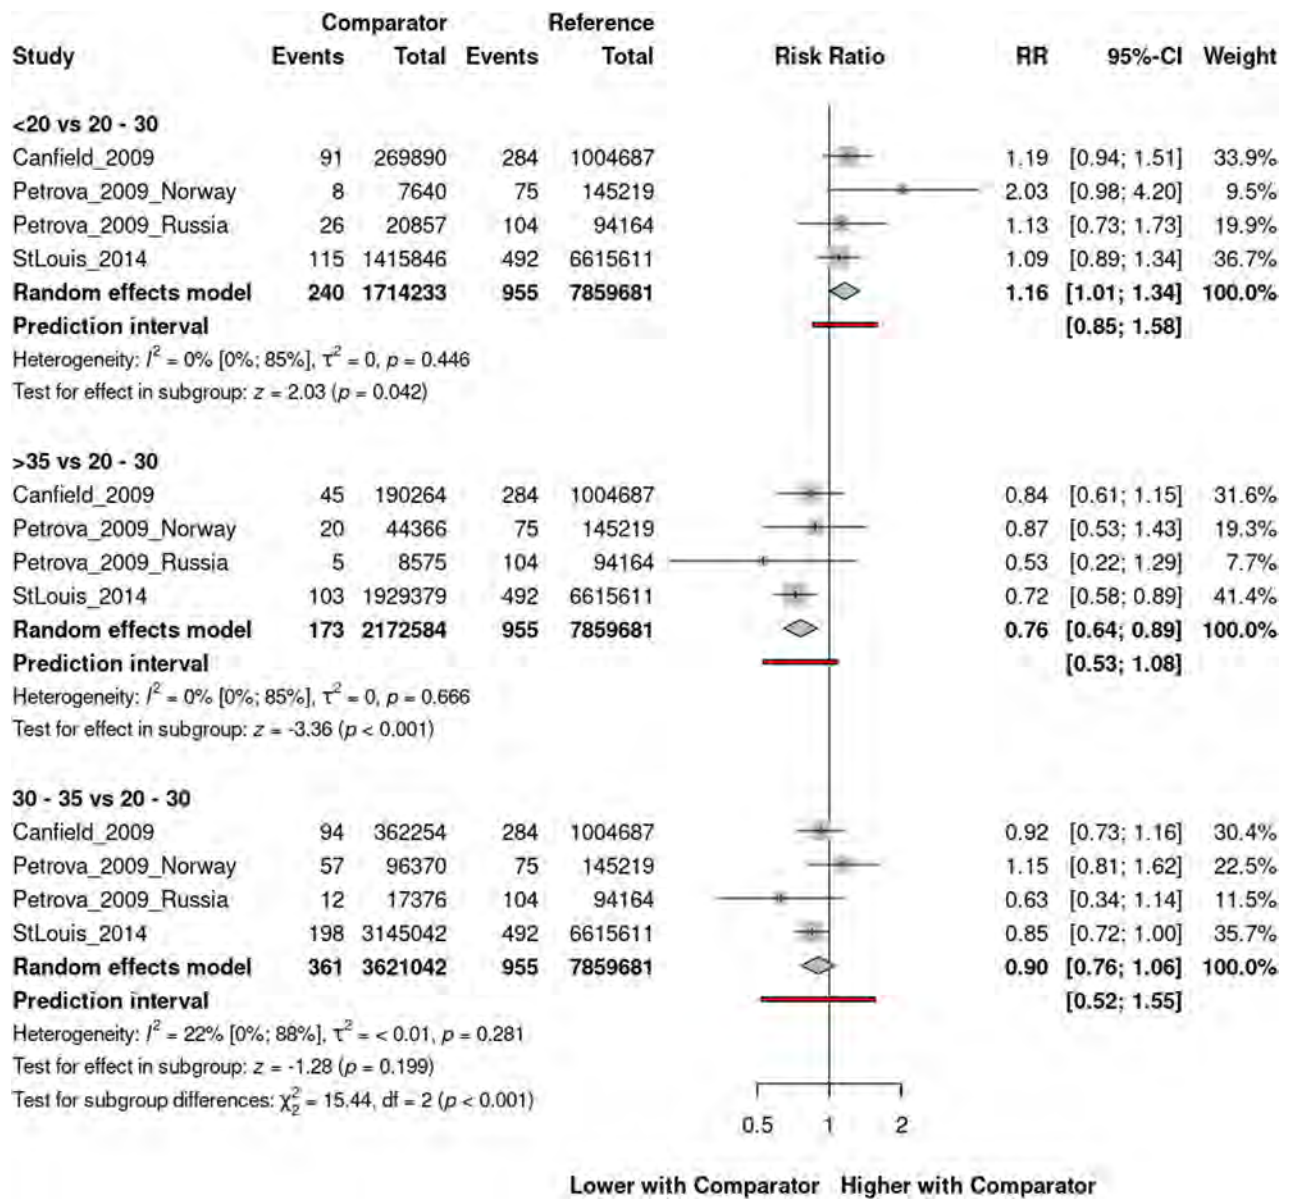 Comparator Reference
Study Events Total Events Total Risk Ratio RR 95%-CI Weight
<20 vs 20 - 30
Canfield_2009 91 269890 284 1004687 1.19 [0.94; 1.51] 33.9%
Petrova_2009_Norway 8 7640 75 145219 2.03 [0.98; 4.20] 9.5%
Petrova_2009_Russia 26 20857 104 94164 1.13 [0.73; 1.73] 19.9%
StLouis_2014 115 1415846 492 6615611 1.09 [0.89; 1.34] 36.7%
Random effects model 240 1714233 955 7859681 1.16 [1.01; 1.34] 100.0%
Prediction interval [0.85; 1.58]
Heterogeneity: I² = 0% [0%; 85%], τ² = 0, p = 0.446
Test for effect in subgroup: z = 2.03 (p = 0.042)
>35 vs 20 - 30
Canfield_2009 45 190264 284 1004687 0.84 [0.61; 1.15] 31.6%
Petrova_2009_Norway 20 44366 75 145219 0.87 [0.53; 1.43] 19.3%
Petrova_2009_Russia 5 8575 104 94164 0.53 [0.22; 1.29] 7.7%
StLouis_2014 103 1929379 492 6615611 0.72 [0.58; 0.89] 41.4%
Random effects model 173 2172584 955 7859681 0.76 [0.64; 0.89] 100.0%
Prediction interval [0.53; 1.08]
Heterogeneity: I² = 0% [0%; 85%], τ² = 0, p = 0.666
Test for effect in subgroup: z = -3.36 (p < 0.001)
30 - 35 vs 20 - 30
Canfield_2009 94 362254 284 1004687 0.92 [0.73; 1.16] 30.4%
Petrova_2009_Norway 57 96370 75 145219 1.15 [0.81; 1.62] 22.5%
Petrova_2009_Russia 12 17376 104 94164 0.63 [0.34; 1.14] 11.5%
StLouis_2014 198 3145042 492 6615611 0.85 [0.72; 1.00] 35.7%
Random effects model 361 3621042 955 7859681 0.90 [0.76; 1.06] 100.0%
Prediction interval [0.52; 1.55]
Heterogeneity: I² = 22% [0%; 88%], τ² = < 0.01, p = 0.281
Test for effect in subgroup: z = -1.28 (p = 0.199)
Test for subgroup differences: χ²₂ = 15.44, df = 2 (p < 0.001)
0.5 1 2
Lower with Comparator Higher with Comparator